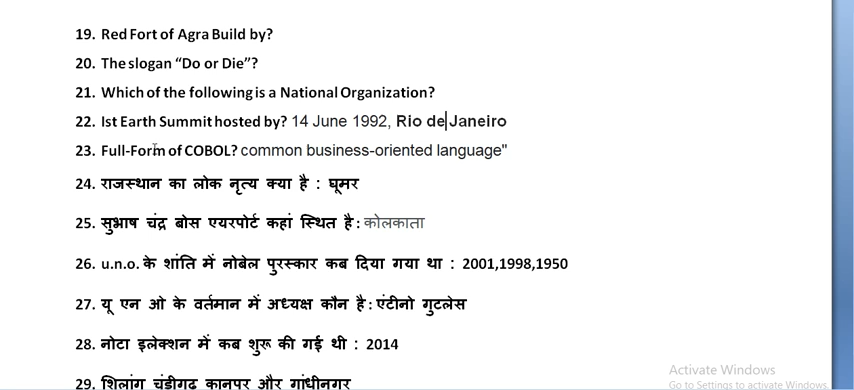 19. Red Fort of Agra Build by?
20. The slogan “Do or Die”?
21. Which of the following is a National Organization?
22. Ist Earth Summit hosted by? 14 June 1992, Rio de Janeiro
23. Full-Form of COBOL? common business-oriented language"
24. राजस्थान का लोक नृत्य क्या है : घूमर
25. सुभाष चंद्र बोस एयरपोर्ट कहां स्थित है : कोलकाता
26. u.n.o. के शांति में नोबेल पुरस्कार कब दिया गया था : 2001,1998,1950
27. यू एन ओ के वर्तमान में अध्यक्ष कौन है : एंटीनो गुटलेस
28. नोटा इलेक्शन में कब शुरू की गई थी : 2014
29. शिलांग चंडीगढ़ कानपुर और गांधीनगर
Activate Windows
Go to Settings to activate Windows.